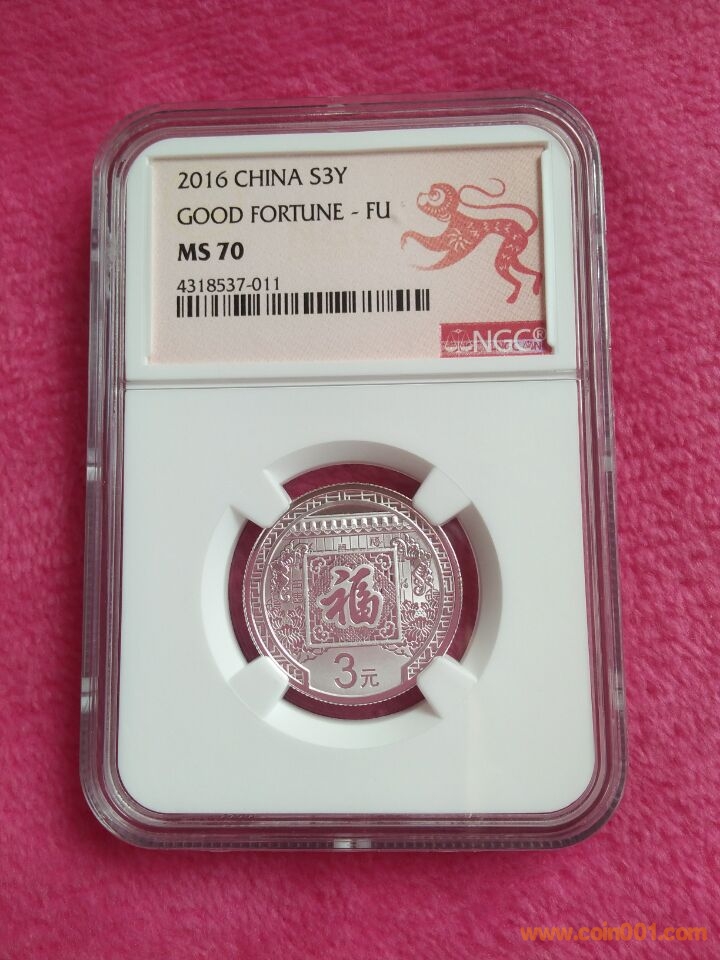 2016 CHINA S3Y
GOOD FORTUNE - FU
MS 70
4318537-011
NGC®
福
3元
www.coin001.com